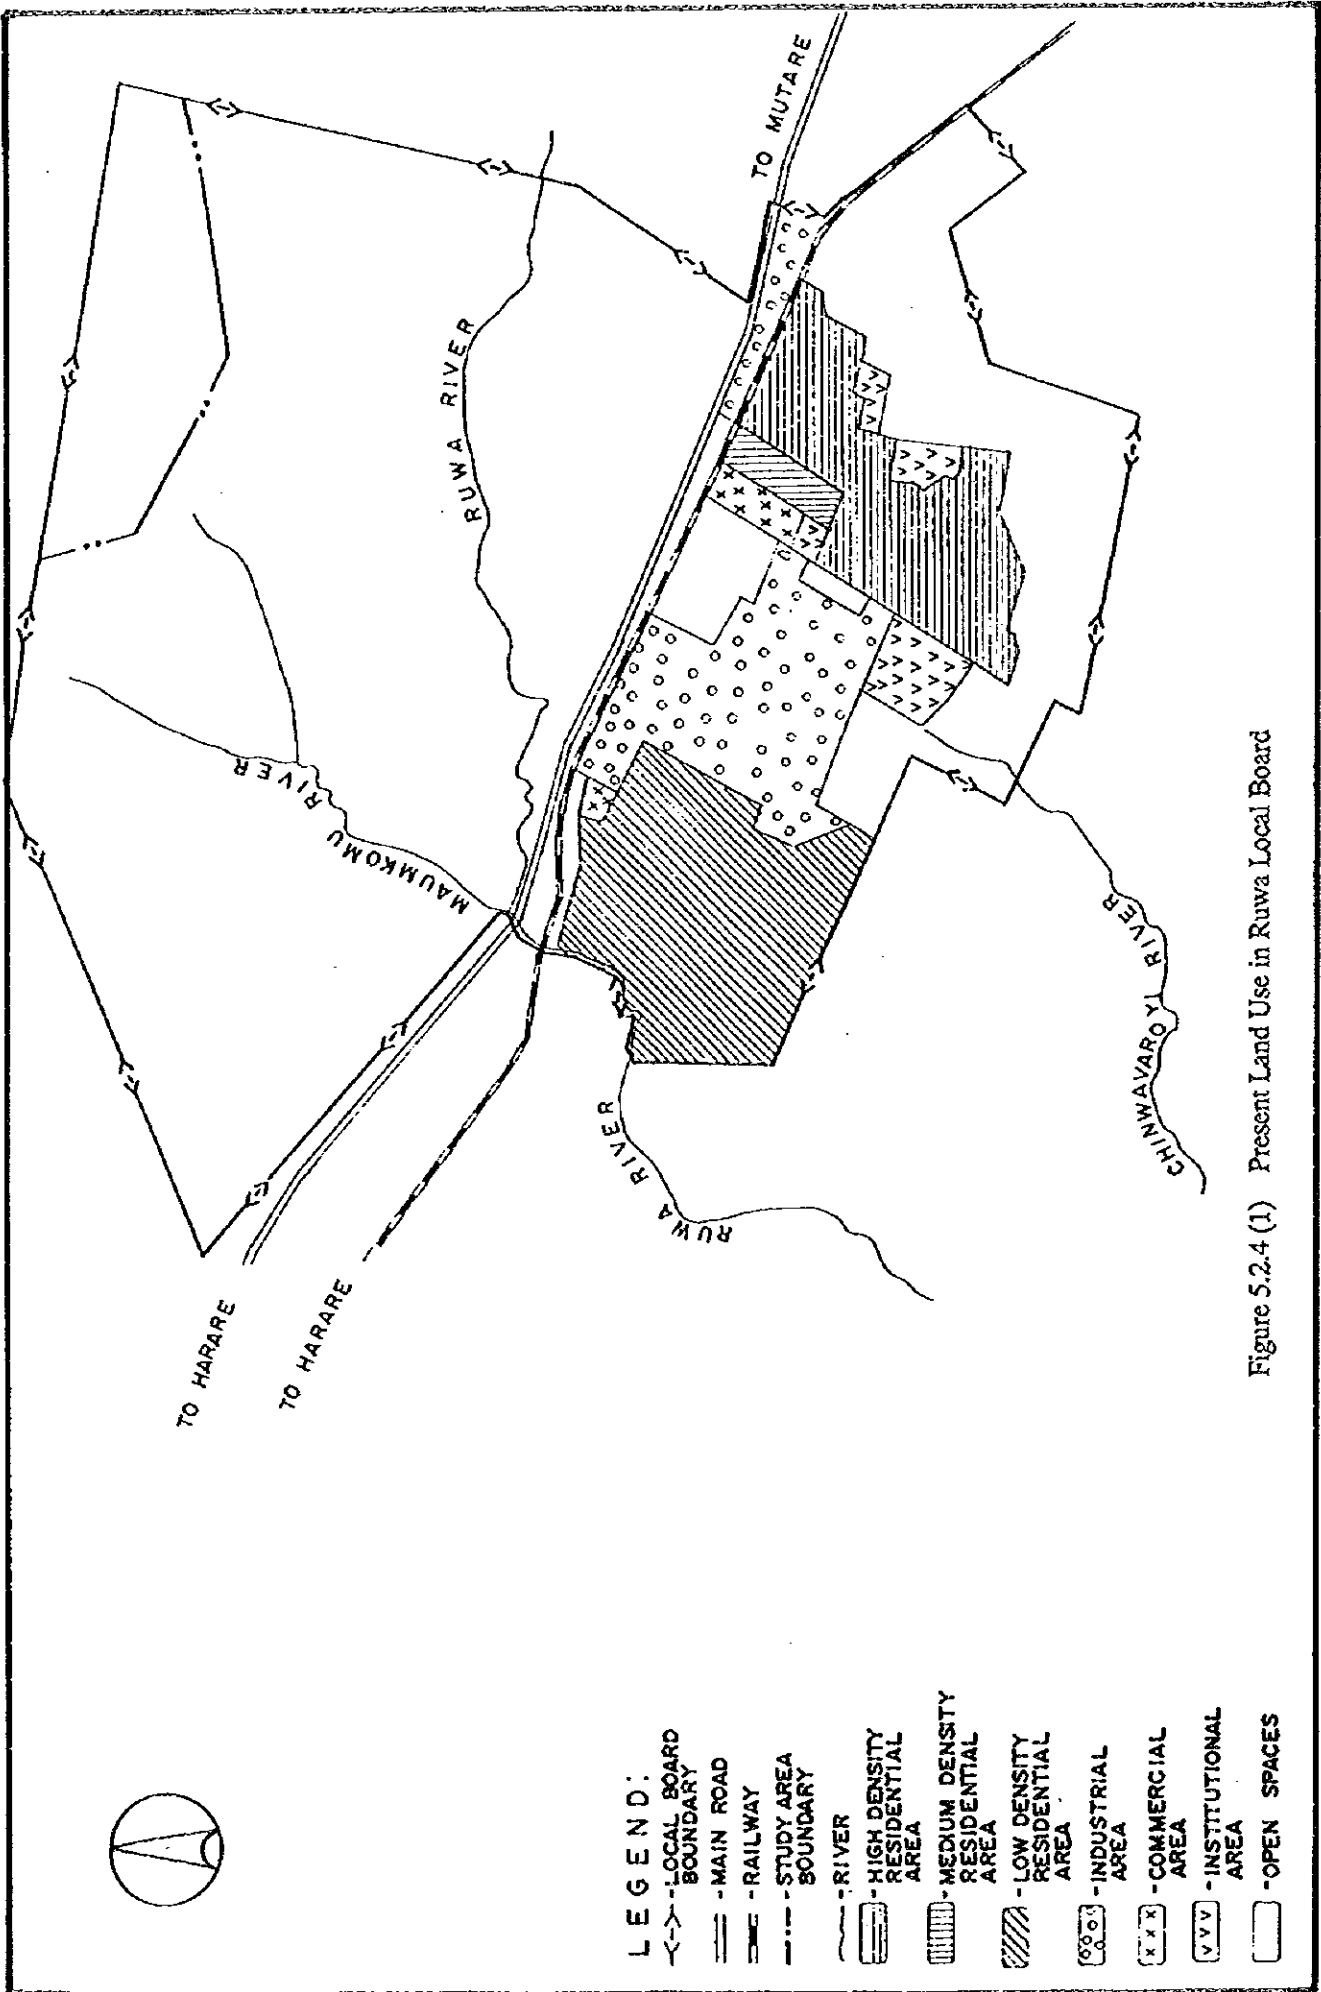 TO HARARE
TO HARARE
TO MUTARE
RUWA RIVER
MAUMKOMU RIVER
RUWA RIVER
CHINWAVAROYI RIVER
LEGEND:
- LOCAL BOARD
BOUNDARY
- MAIN ROAD
- RAILWAY
- STUDY AREA
BOUNDARY
- RIVER
- HIGH DENSITY
RESIDENTIAL
AREA
- MEDIUM DENSITY
RESIDENTIAL
AREA
- LOW DENSITY
RESIDENTIAL
AREA
- INDUSTRIAL
AREA
- COMMERCIAL
AREA
- INSTITUTIONAL
AREA
- OPEN SPACES
Figure 5.2.4 (1) Present Land Use in Ruwa Local Board